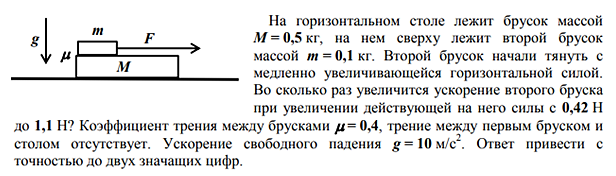 g
μ
m
F
M
На горизонтальном столе лежит брусок массой
M = 0,5 кг, на нем сверху лежит второй брусок
массой m = 0,1 кг. Второй брусок начали тянуть с
медленно увеличивающейся горизонтальной силой.
Во сколько раз увеличится ускорение второго бруска
при увеличении действующей на него силы с 0,42 Н
до 1,1 Н? Коэффициент трения между брусками μ = 0,4, трение между первым бруском и
столом отсутствует. Ускорение свободного падения g = 10 м/с². Ответ привести с
точностью до двух значащих цифр.